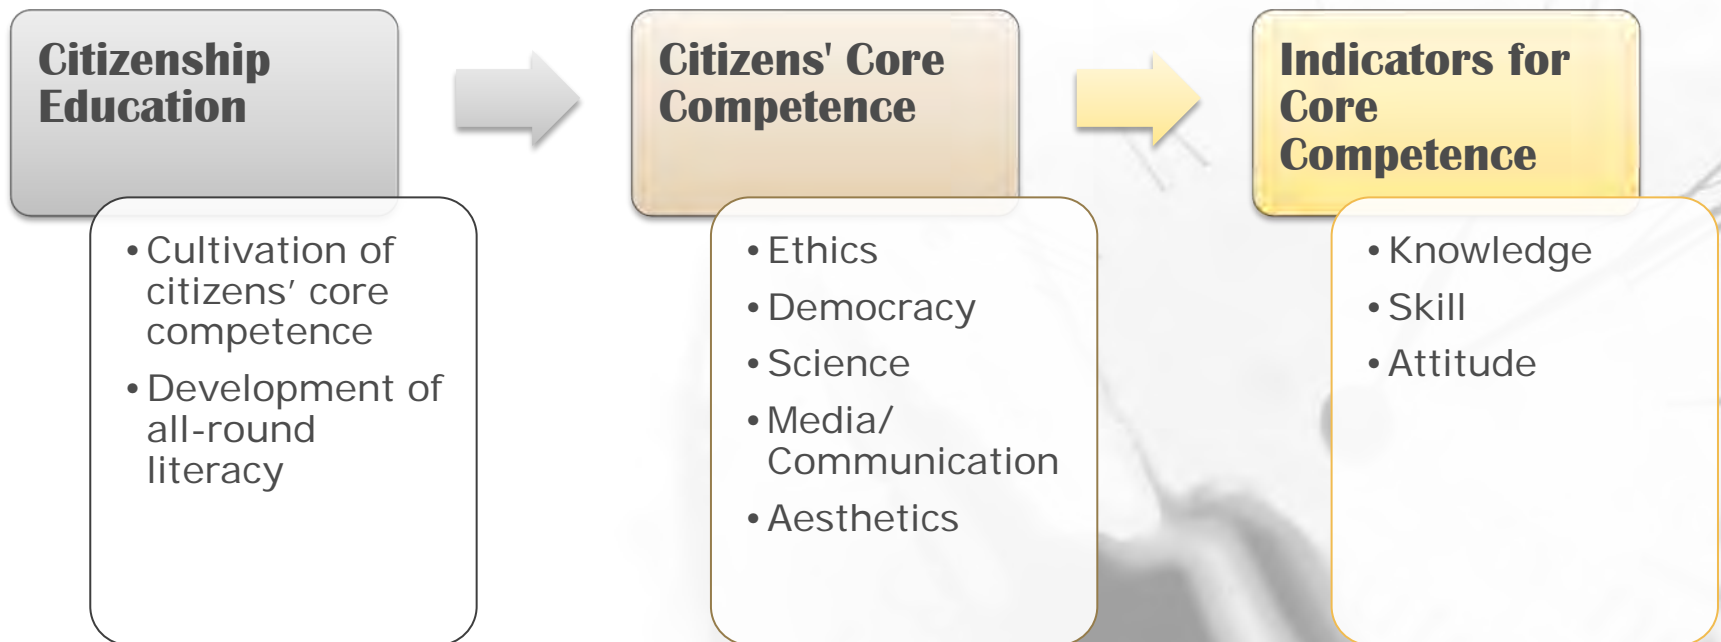 Citizenship
Education
• Cultivation of
citizens’ core
competence
• Development of
all-round
literacy
Citizens' Core
Competence
• Ethics
• Democracy
• Science
• Media/
Communication
• Aesthetics
Indicators for
Core
Competence
• Knowledge
• Skill
• Attitude